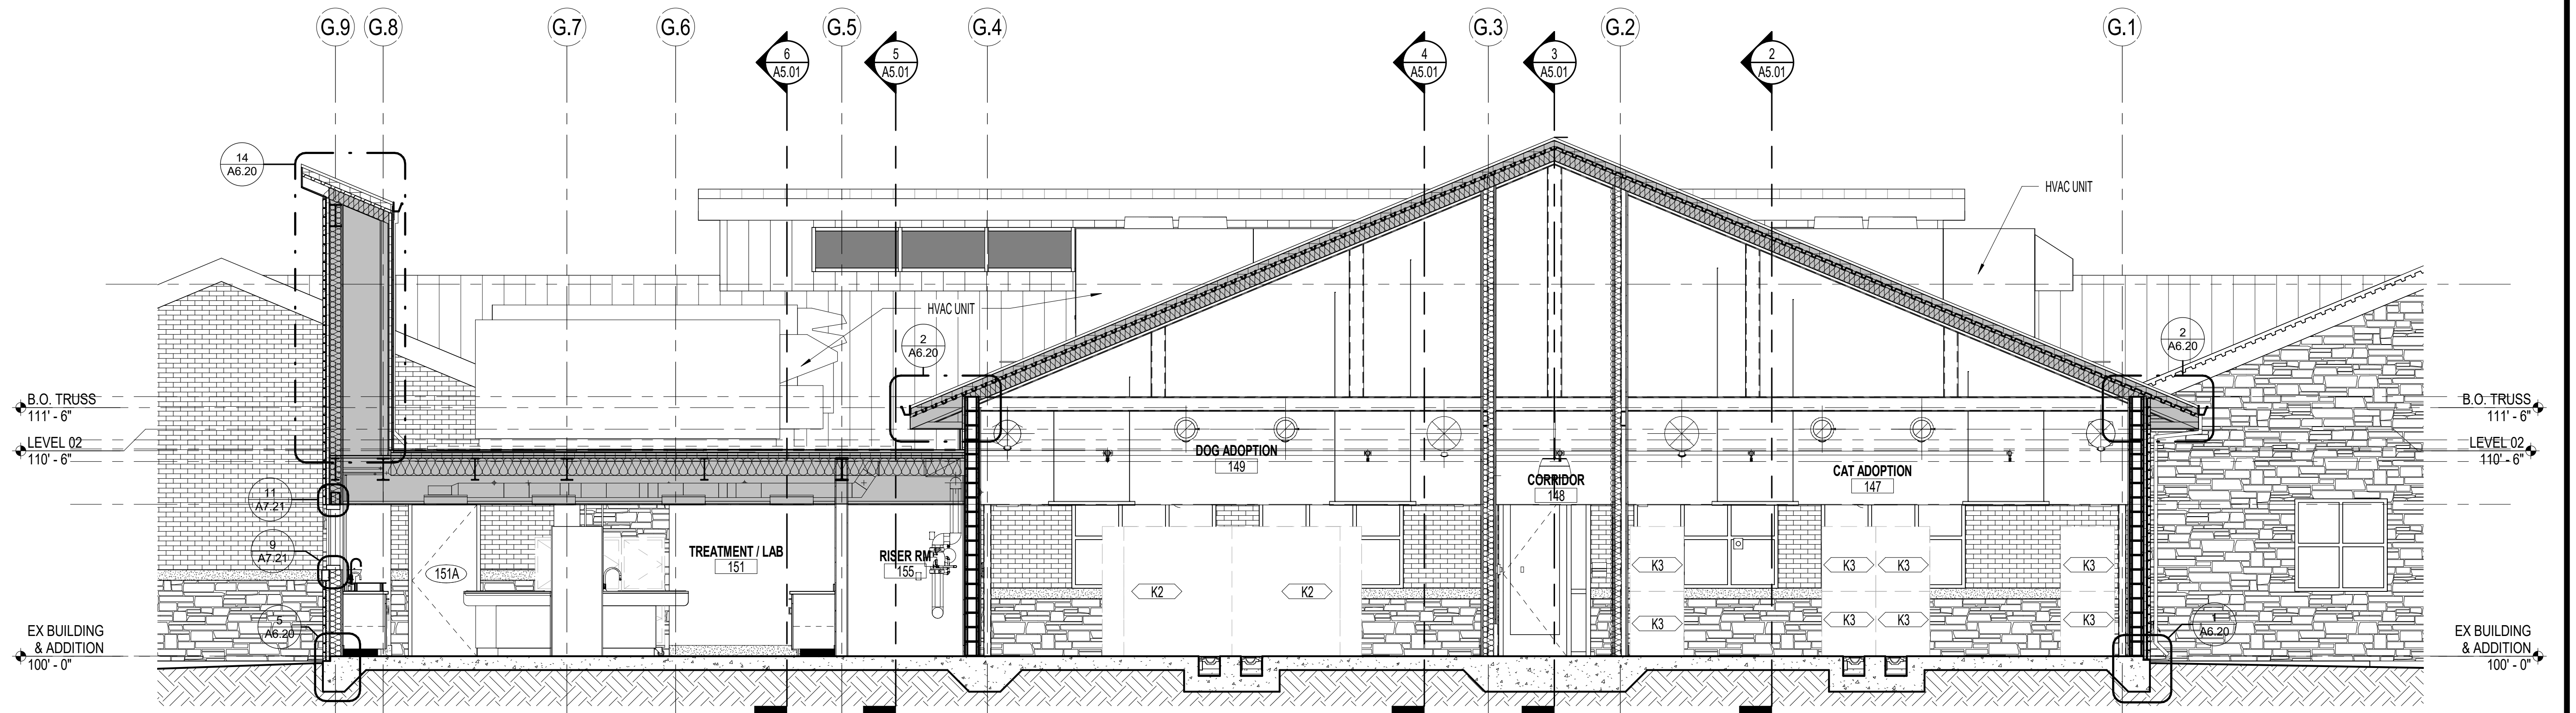 G.9
G.8
G.7
G.6
G.5
G.4
G.3
G.2
G.1
6
A5.01
5
A5.01
4
A5.01
3
A5.01
2
A5.01
14
A6.20
HVAC UNIT
HVAC UNIT
2
A6.20
2
A6.20
B.O. TRUSS
111' - 6"
B.O. TRUSS
111' - 6"
LEVEL 02
110' - 6"
LEVEL 02
110' - 6"
DOG ADOPTION
149
CORRIDOR
148
CAT ADOPTION
147
11
A7.21
9
A7.21
TREATMENT / LAB
151
RISER RM
155
151A
K2
K2
K3
K3
K3
K3
K3
K3
K3
K3
5
A6.20
1
A6.20
EX BUILDING
& ADDITION
100' - 0"
EX BUILDING
& ADDITION
100' - 0"